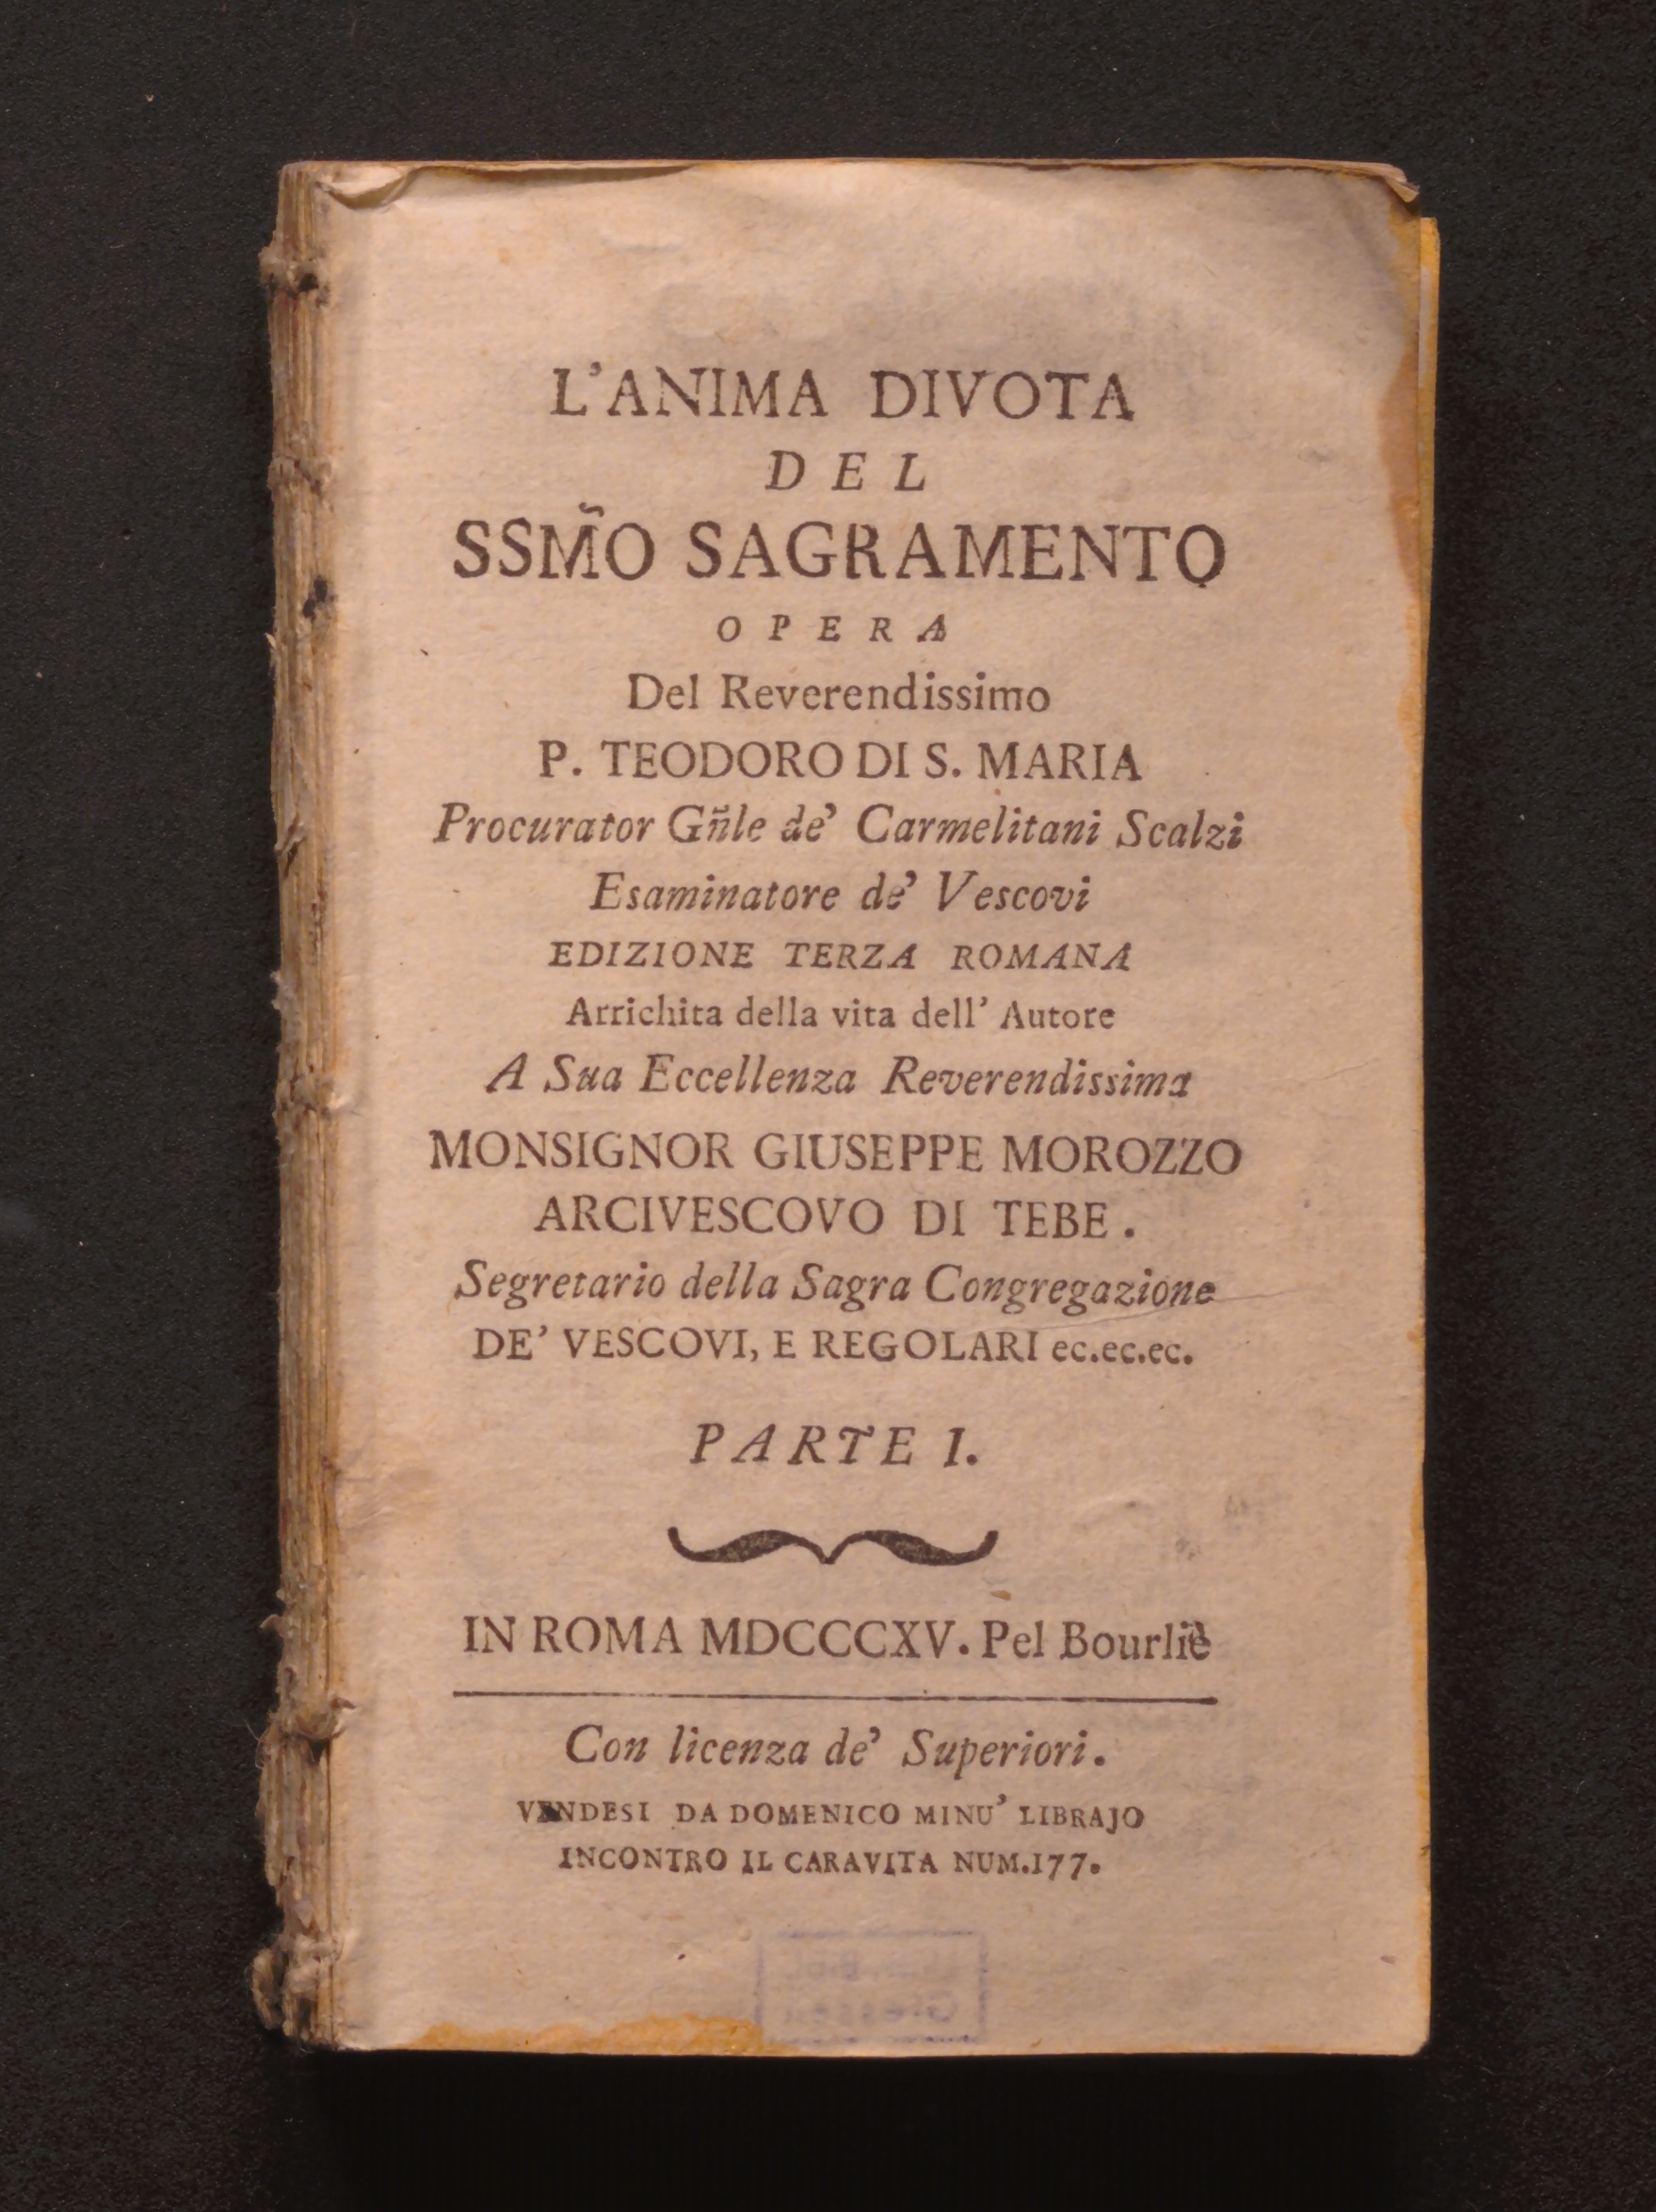 L'ANIMA DIVOTA
DEL
SSM̃O SAGRAMENTO
OPERA
Del Reverendissimo
P. TEODORO DI S. MARIA
Procurator Gñle de' Carmelitani Scalzi
Esaminatore de' Vescovi
EDIZIONE TERZA ROMANA
Arrichita della vita dell' Autore
A Sua Eccellenza Reverendissima
MONSIGNOR GIUSEPPE MOROZZO
ARCIVESCOVO DI TEBE.
Segretario della Sagra Congregazione
DE' VESCOVI, E REGOLARI ec.ec.ec.
PARTE I.
IN ROMA MDCCCXV. Pel Bourliè
Con licenza de' Superiori.
VENDESI DA DOMENICO MINU' LIBRAJO
INCONTRO IL CARAVITA NUM.177.